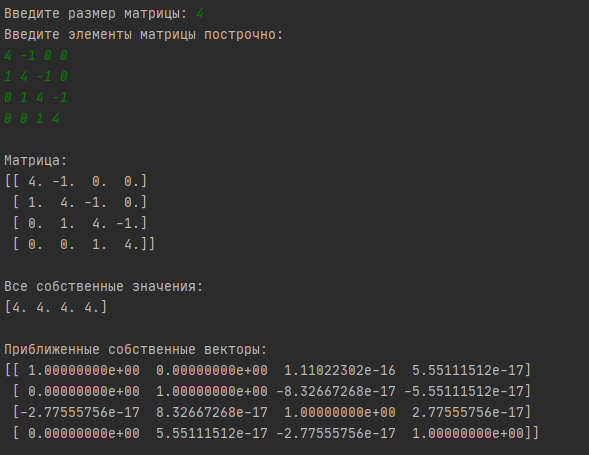 Введите размер матрицы: 4
Введите элементы матрицы построчно:
4 -1 0 0
1 4 -1 0
0 1 4 -1
0 0 1 4
Матрица:
[[ 4. -1.  0.  0.]
 [ 1.  4. -1.  0.]
 [ 0.  1.  4. -1.]
 [ 0.  0.  1.  4.]]
Все собственные значения:
[4. 4. 4. 4.]
Приближенные собственные векторы:
[[ 1.00000000e+00  0.00000000e+00  1.11022302e-16  5.55111512e-17]
 [ 0.00000000e+00  1.00000000e+00 -8.32667268e-17 -5.55111512e-17]
 [-2.77555756e-17  8.32667268e-17  1.00000000e+00  2.77555756e-17]
 [ 0.00000000e+00  5.55111512e-17 -2.77555756e-17  1.00000000e+00]]